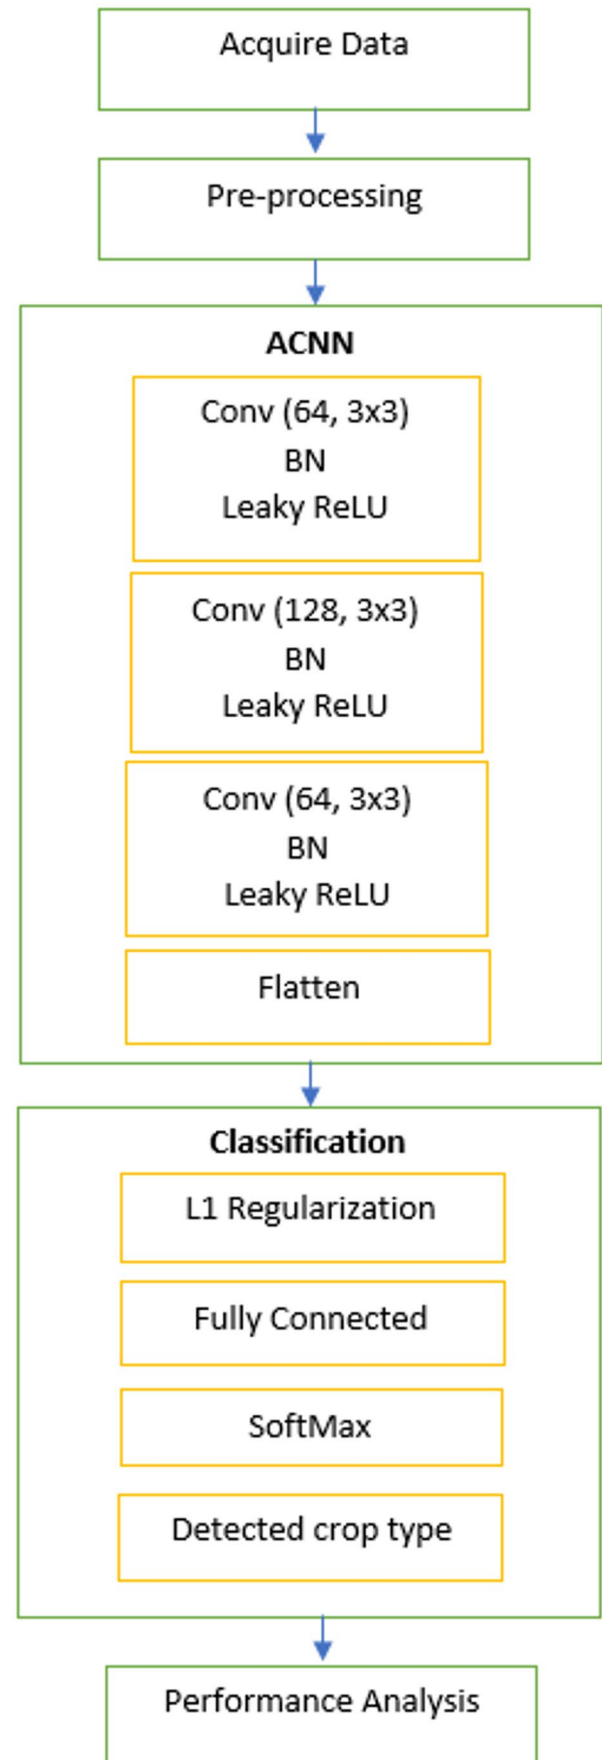 Acquire Data
Pre-processing
ACNN
Conv (64, 3x3)
BN
Leaky ReLU
Conv (128, 3x3)
BN
Leaky ReLU
Conv (64, 3x3)
BN
Leaky ReLU
Flatten
Classification
L1 Regularization
Fully Connected
SoftMax
Detected crop type
Performance Analysis